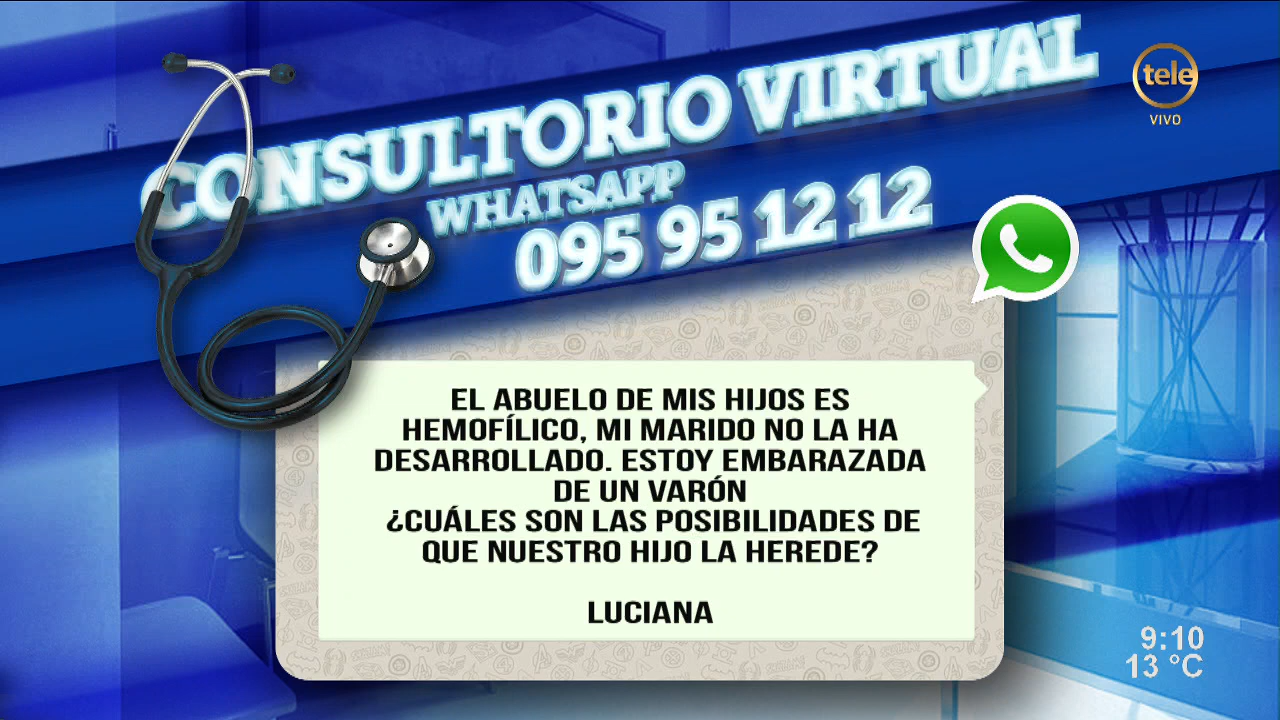 CONSULTORIO VIRTUAL
WHATSAPP
095 95 12 12
tele
VIVO
EL ABUELO DE MIS HIJOS ES
HEMOFÍLICO, MI MARIDO NO LA HA
DESARROLLADO. ESTOY EMBARAZADA
DE UN VARÓN
¿CUÁLES SON LAS POSIBILIDADES DE
QUE NUESTRO HIJO LA HEREDE?
LUCIANA
9:10
13 °C